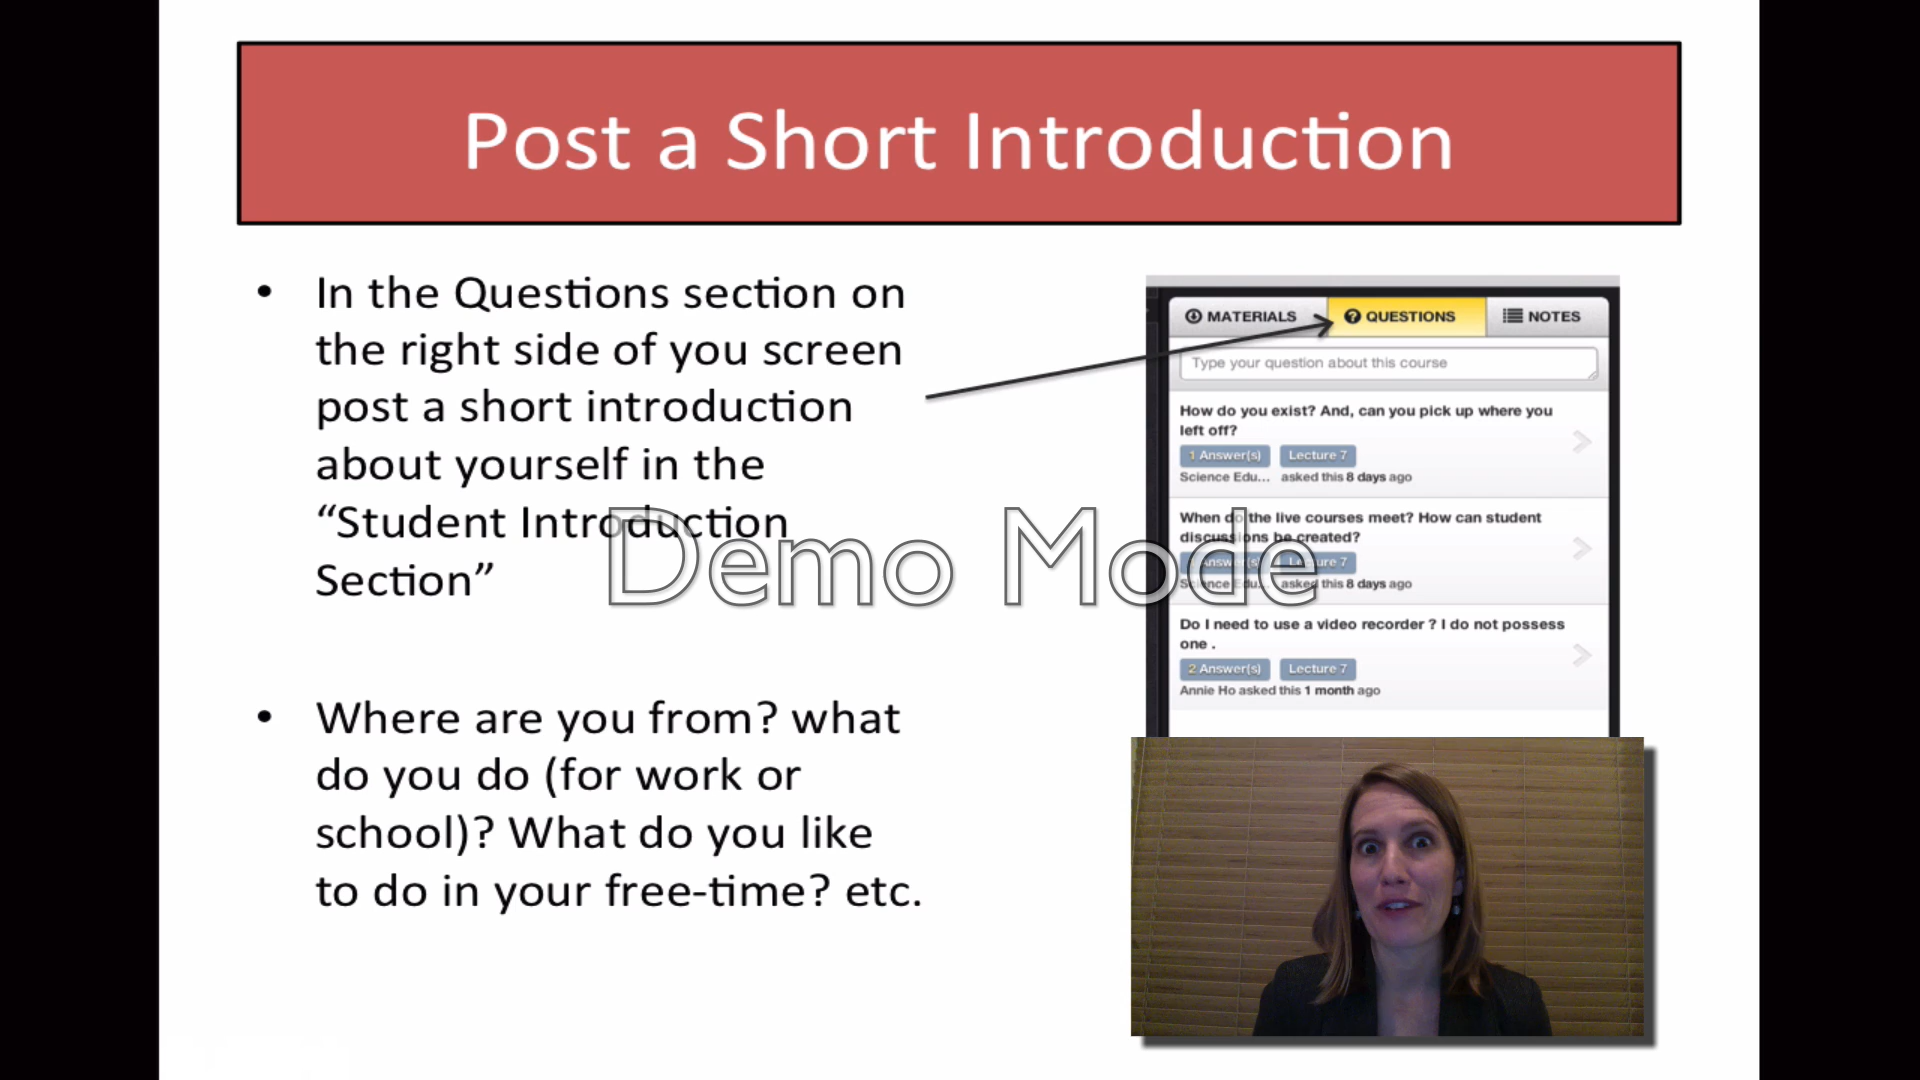 Post a Short Introduction
• In the Questions section on
the right side of you screen
post a short introduction
about yourself in the
“Student Introduction
Section”
• Where are you from? what
do you do (for work or
school)? What do you like
to do in your free-time? etc.
MATERIALS
QUESTIONS
NOTES
Type your question about this course
How do you exist? And, can you pick up where you
left off?
1 Answer(s) Lecture 7
Science Edu... asked this 8 days ago
When do the live courses meet? How can student
discussions be created?
Answer(s) Lecture 7
Science Edu... asked this 8 days ago
Do I need to use a video recorder ? I do not possess
one .
2 Answer(s) Lecture 7
Annie Ho asked this 1 month ago
Demo Mode